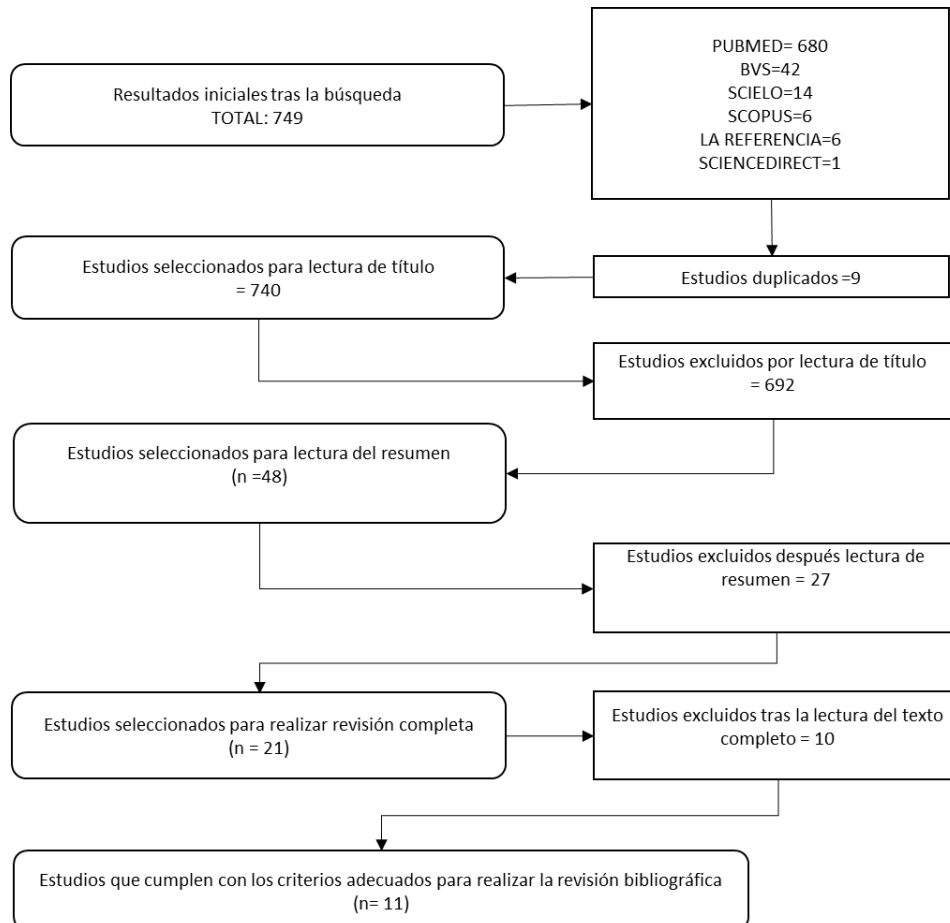 Resultados iniciales tras la búsqueda
TOTAL: 749
PUBMED= 680
BVS=42
SCIELO=14
SCOPUS=6
LA REFERENCIA=6
SCIENCEDIRECT=1
Estudios duplicados =9
Estudios seleccionados para lectura de título
= 740
Estudios excluidos por lectura de título
= 692
Estudios seleccionados para lectura del resumen
(n =48)
Estudios excluidos después lectura de
resumen = 27
Estudios seleccionados para realizar revisión completa
(n = 21)
Estudios excluidos tras la lectura del texto
completo = 10
Estudios que cumplen con los criterios adecuados para realizar la revisión bibliográfica
(n= 11)